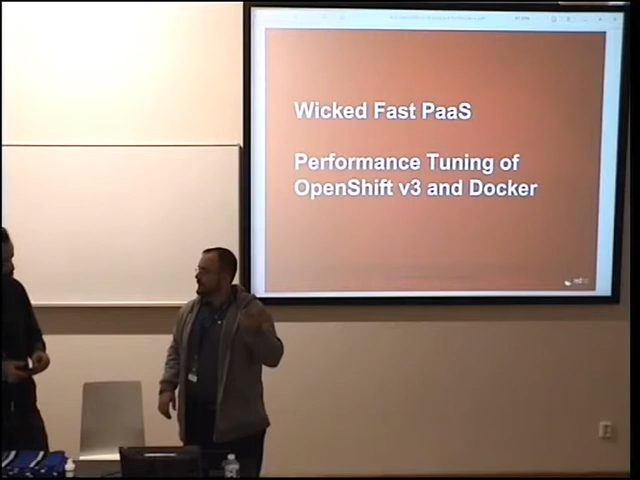 Wicked Fast PaaS
Performance Tuning of
OpenShift v3 and Docker